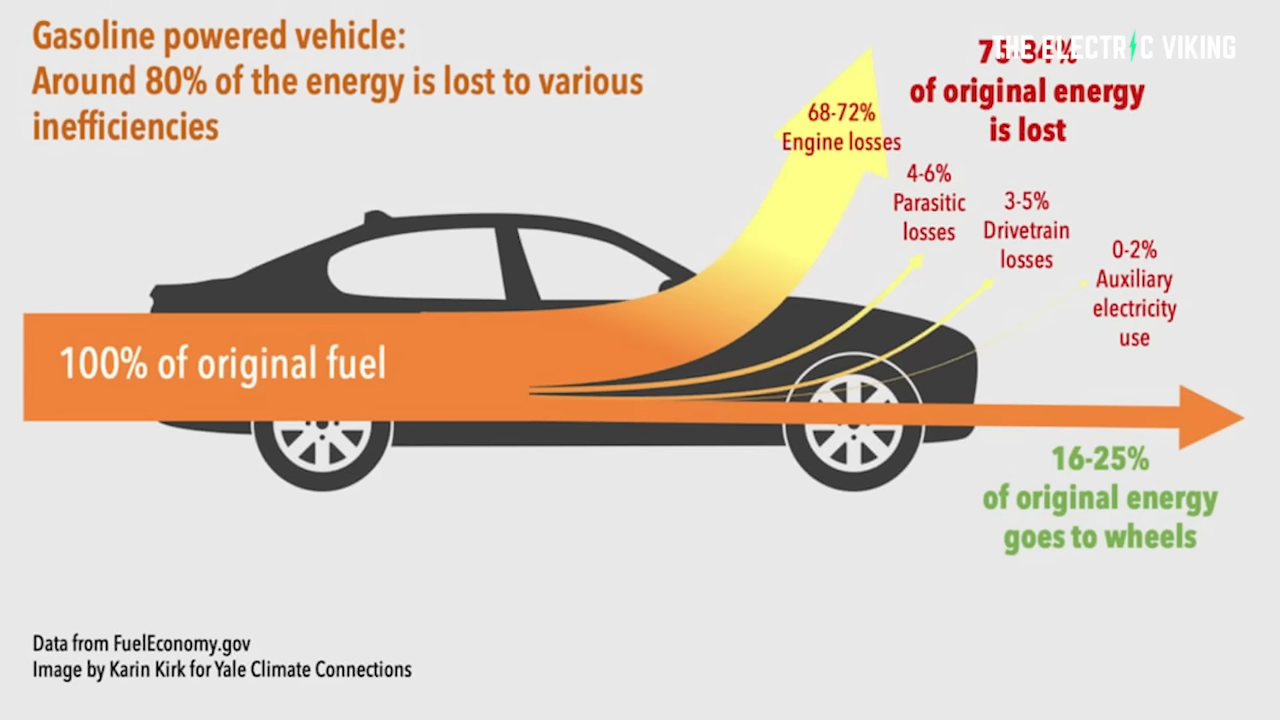 Gasoline powered vehicle:
Around 80% of the energy is lost to various
inefficiencies
THE ELECTRIC VIKING
of original energy
is lost
68-72%
Engine losses
4-6%
Parasitic
losses
3-5%
Drivetrain
losses
0-2%
Auxiliary
electricity
use
100% of original fuel
16-25%
of original energy
goes to wheels
Data from FuelEconomy.gov
Image by Karin Kirk for Yale Climate Connections